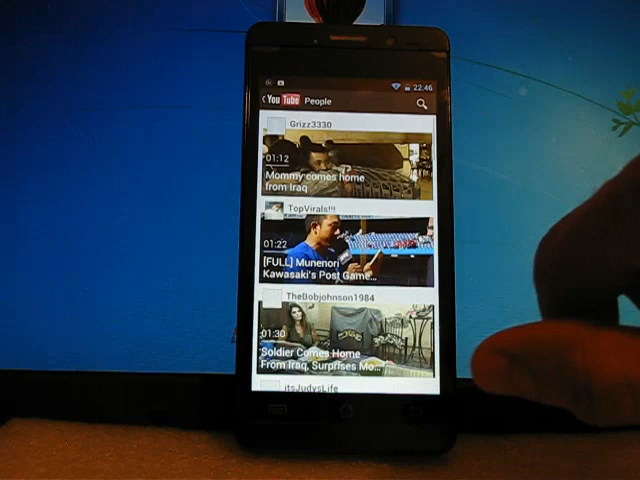 22:46
YouTube People
Grizz3330
01:12
Mommy comes home
from Iraq
TopVirals!!!
01:22
[FULL] Munenori
Kawasaki's Post Game...
TheBobjohnson1984
01:30
Soldier Comes Home
From Iraq, Surprises Mo...
itsJudysLife